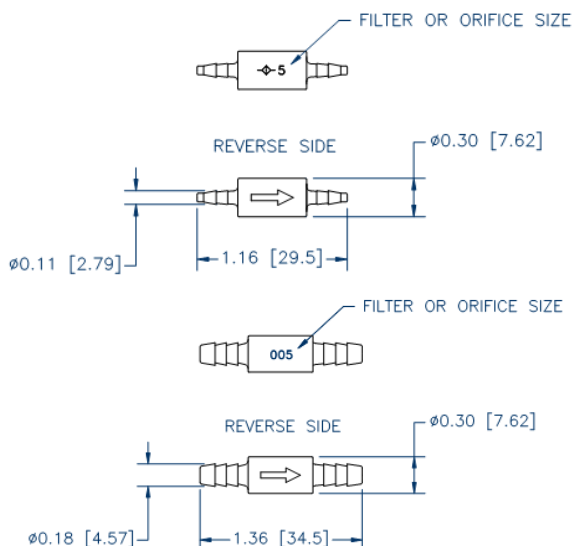 FILTER OR ORIFICE SIZE
5
REVERSE SIDE
ø0.30 [7.62]
ø0.11 [2.79]
1.16 [29.5]
FILTER OR ORIFICE SIZE
005
REVERSE SIDE
ø0.30 [7.62]
ø0.18 [4.57]
1.36 [34.5]